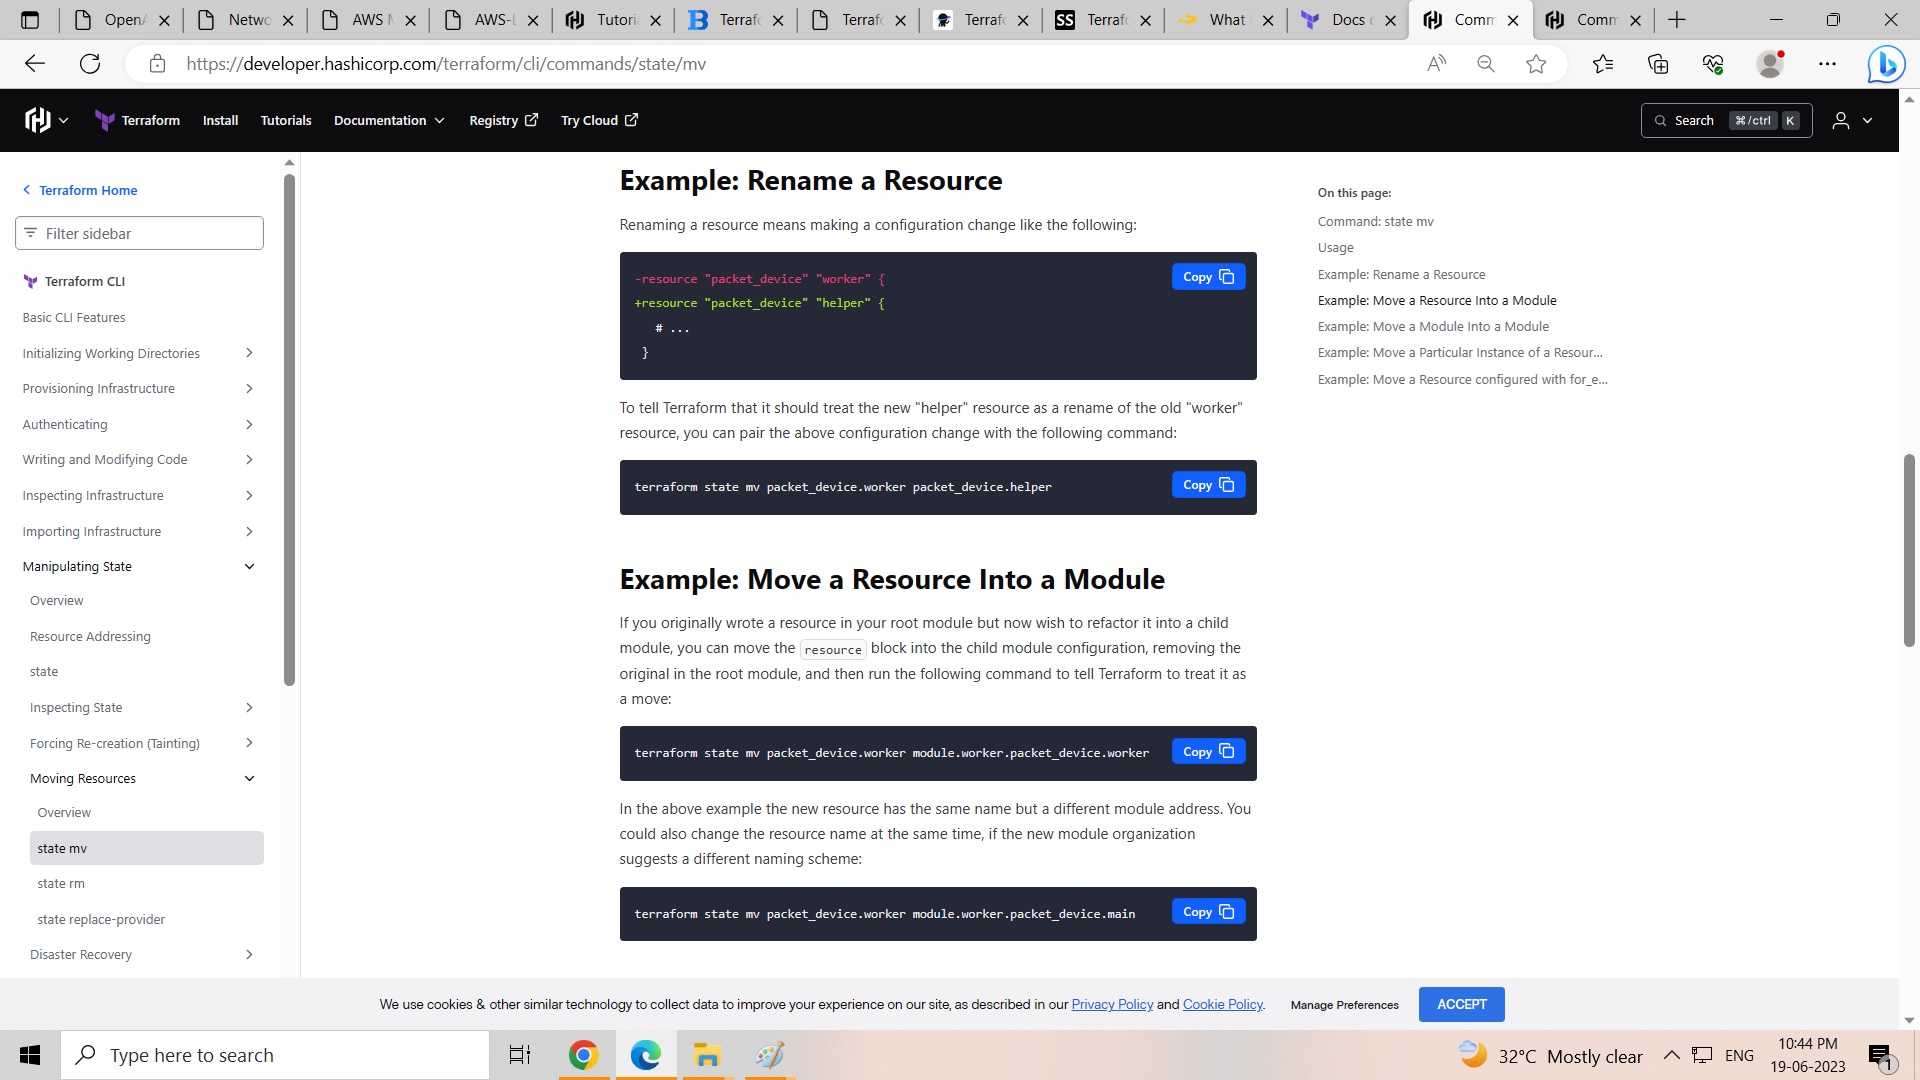 OpenA
Netwo
AWS M
AWS-L
Tutori
Terrafo
Terrafo
Terrafo
Terrafo
What i
Docs o
Comm
Comm
https://developer.hashicorp.com/terraform/cli/commands/state/mv
Terraform
Install
Tutorials
Documentation
Registry
Try Cloud
Search
⌘/ctrl
K
Terraform Home
Filter sidebar
Terraform CLI
Basic CLI Features
Initializing Working Directories
Provisioning Infrastructure
Authenticating
Writing and Modifying Code
Inspecting Infrastructure
Importing Infrastructure
Manipulating State
Overview
Resource Addressing
state
Inspecting State
Forcing Re-creation (Tainting)
Moving Resources
Overview
state mv
state rm
state replace-provider
Disaster Recovery
Example: Rename a Resource
Renaming a resource means making a configuration change like the following:
Copy
-resource "packet_device" "worker" {
+resource "packet_device" "helper" {
# ...
}
To tell Terraform that it should treat the new "helper" resource as a rename of the old "worker"
resource, you can pair the above configuration change with the following command:
terraform state mv packet_device.worker packet_device.helper
Copy
Example: Move a Resource Into a Module
If you originally wrote a resource in your root module but now wish to refactor it into a child
module, you can move the resource block into the child module configuration, removing the
original in the root module, and then run the following command to tell Terraform to treat it as
a move:
terraform state mv packet_device.worker module.worker.packet_device.worker
Copy
In the above example the new resource has the same name but a different module address. You
could also change the resource name at the same time, if the new module organization
suggests a different naming scheme:
terraform state mv packet_device.worker module.worker.packet_device.main
Copy
On this page:
Command: state mv
Usage
Example: Rename a Resource
Example: Move a Resource Into a Module
Example: Move a Module Into a Module
Example: Move a Particular Instance of a Resour...
Example: Move a Resource configured with for_e...
We use cookies & other similar technology to collect data to improve your experience on our site, as described in our Privacy Policy and Cookie Policy.
Manage Preferences
ACCEPT
Type here to search
32°C Mostly clear
ENG
10:44 PM
19-06-2023
1